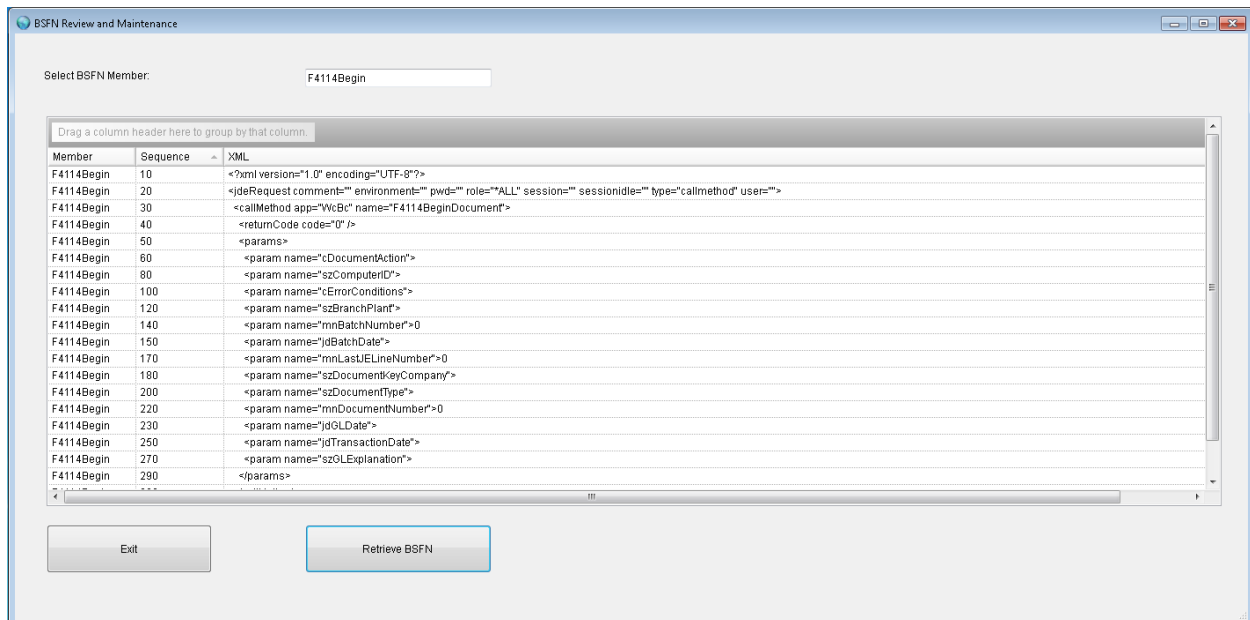 BSFN Review and Maintenance
Select BSFN Member: F4114Begin
Drag a column header here to group by that column.
Member Sequence XML
F4114Begin 10 <?xml version="1.0" encoding="UTF-8"?>
F4114Begin 20 <jdeRequest comment="" environment="" pwd="" role="*ALL" session="" sessionidle="" type="callmethod" user="">
F4114Begin 30 <callMethod app="WcBc" name="F4114BeginDocument">
F4114Begin 40 <returnCode code="0" />
F4114Begin 50 <params>
F4114Begin 60 <param name="cDocumentAction">
F4114Begin 80 <param name="szComputerID">
F4114Begin 100 <param name="cErrorConditions">
F4114Begin 120 <param name="szBranchPlant">
F4114Begin 140 <param name="mnBatchNumber">0
F4114Begin 150 <param name="jdBatchDate">
F4114Begin 170 <param name="mnLastJELineNumber">0
F4114Begin 180 <param name="szDocumentKeyCompany">
F4114Begin 200 <param name="szDocumentType">
F4114Begin 220 <param name="mnDocumentNumber">0
F4114Begin 230 <param name="jdGLDate">
F4114Begin 250 <param name="jdTransactionDate">
F4114Begin 270 <param name="szGLExplanation">
F4114Begin 290 </params>
Exit Retrieve BSFN